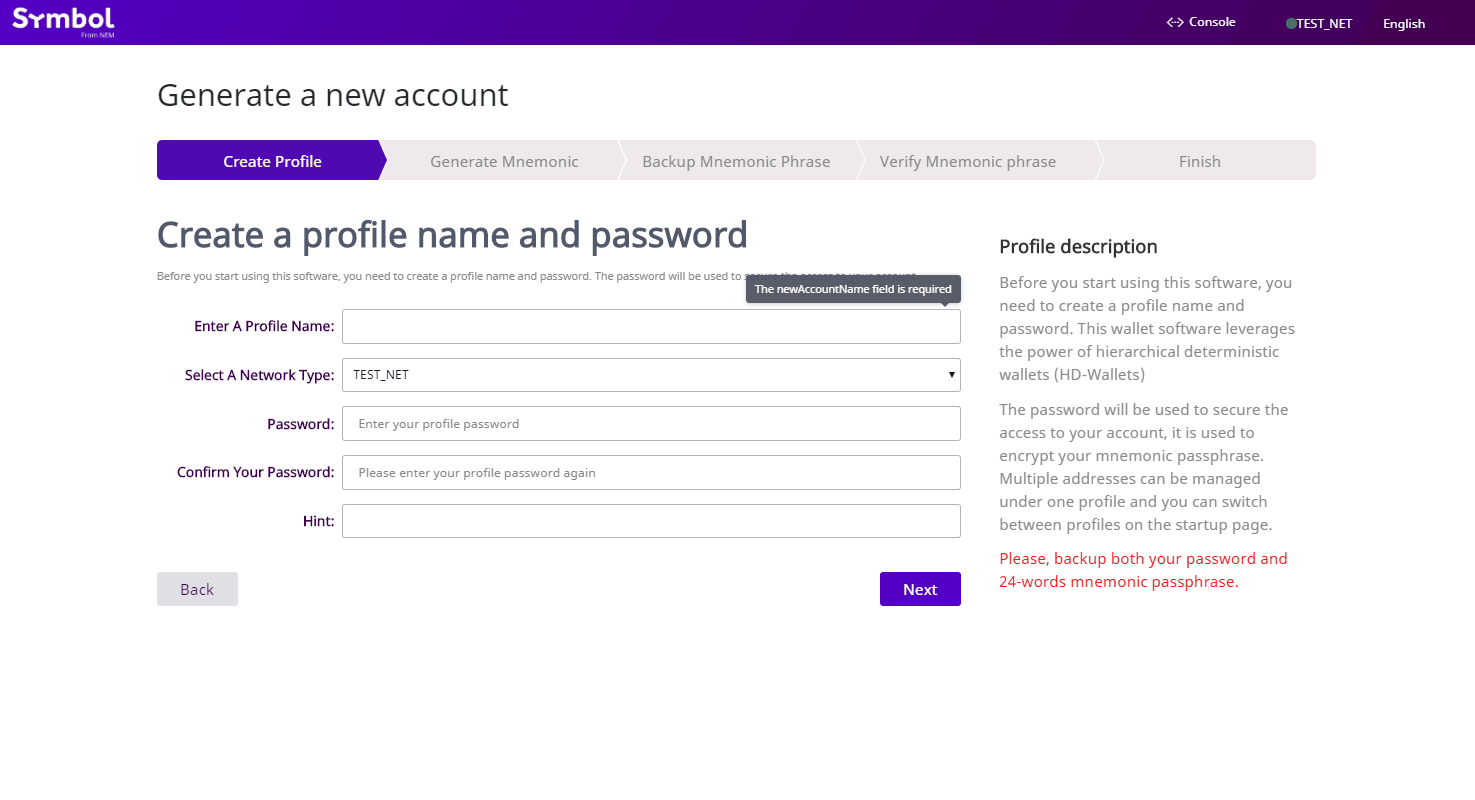 Symbol
From NEM
Console
TEST_NET
English
Generate a new account
Create Profile
Generate Mnemonic
Backup Mnemonic Phrase
Verify Mnemonic phrase
Finish
Create a profile name and password
Before you start using this software, you need to create a profile name and password. The password will be used to secure the access to your account.
The newAccountName field is required
Enter A Profile Name:
Select A Network Type:
TEST_NET
Password:
Enter your profile password
Confirm Your Password:
Please enter your profile password again
Hint:
Back
Next
Profile description
Before you start using this software, you
need to create a profile name and
password. This wallet software leverages
the power of hierarchical deterministic
wallets (HD-Wallets)
The password will be used to secure the
access to your account, it is used to
encrypt your mnemonic passphrase.
Multiple addresses can be managed
under one profile and you can switch
between profiles on the startup page.
Please, backup both your password and
24-words mnemonic passphrase.